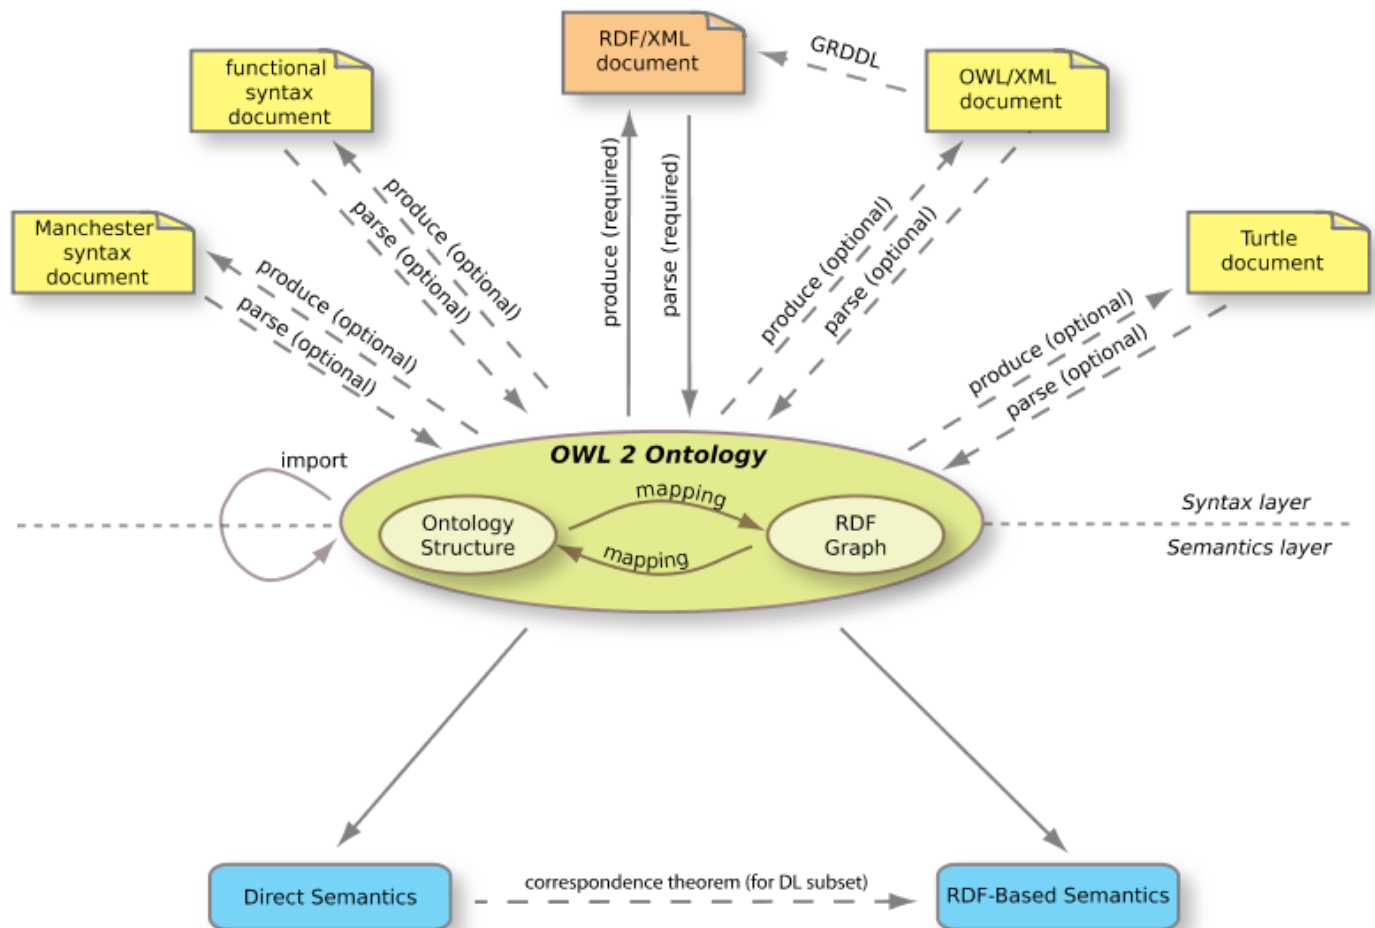 RDF/XML
document
GRDDL
functional
syntax
document
OWL/XML
document
Manchester
syntax
document
Turtle
document
produce (optional)
parse (optional)
produce (optional)
parse (optional)
produce (required)
parse (required)
produce (optional)
parse (optional)
produce (optional)
parse (optional)
OWL 2 Ontology
import
mapping
Ontology
Structure
RDF
Graph
mapping
Syntax layer
Semantics layer
Direct Semantics
correspondence theorem (for DL subset)
RDF-Based Semantics